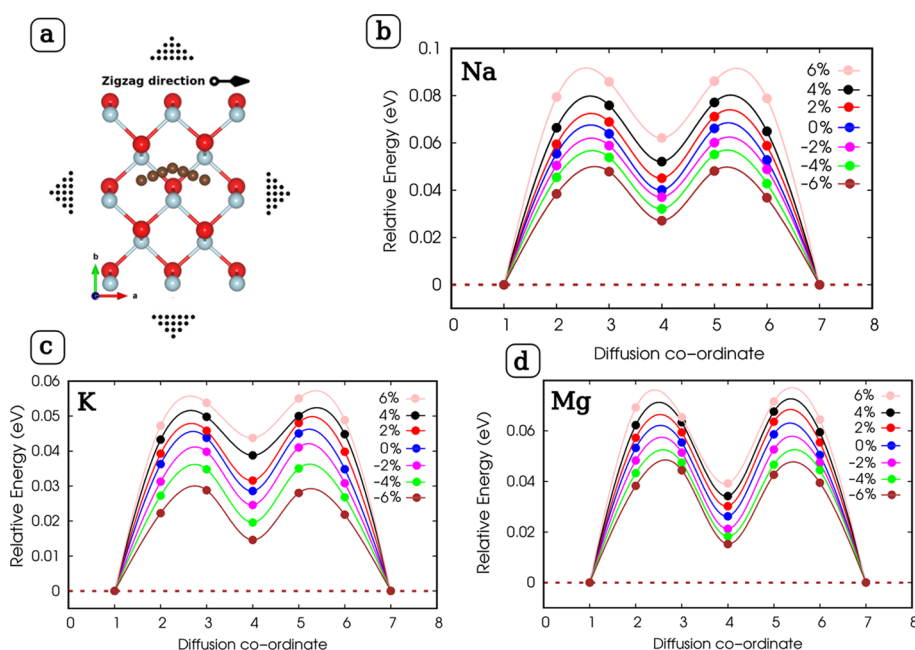 a
Zigzag direction
b
a
b
Na
6%
4%
2%
0%
-2%
-4%
-6%
Relative Energy (eV)
0.1
0.08
0.06
0.04
0.02
0
0 1 2 3 4 5 6 7 8
Diffusion co-ordinate
c
K
6%
4%
2%
0%
-2%
-4%
-6%
Relative Energy (eV)
0.06
0.05
0.04
0.03
0.02
0.01
0
0 1 2 3 4 5 6 7 8
Diffusion co-ordinate
d
Mg
6%
4%
2%
0%
-2%
-4%
-6%
Relative Energy (eV)
0.06
0.04
0.02
0
0 1 2 3 4 5 6 7 8
Diffusion co-ordinate